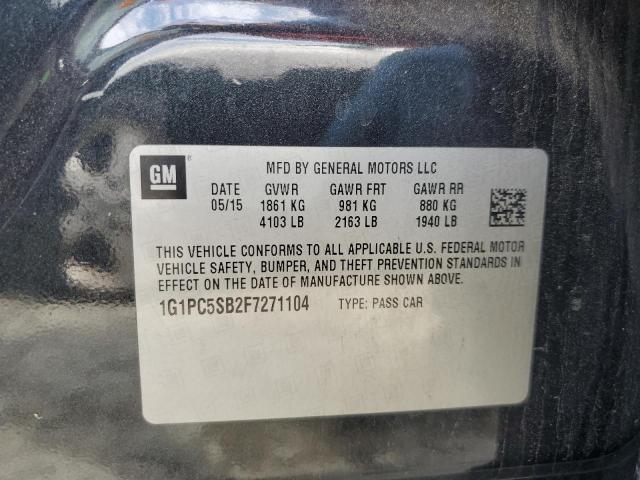 GM
®
MFD BY GENERAL MOTORS LLC
DATE GVWR GAWR FRT GAWR RR
05/15 1861 KG 981 KG 880 KG
4103 LB 2163 LB 1940 LB
THIS VEHICLE CONFORMS TO ALL APPLICABLE U.S. FEDERAL MOTOR
VEHICLE SAFETY, BUMPER, AND THEFT PREVENTION STANDARDS IN
EFFECT ON THE DATE OF MANUFACTURE SHOWN ABOVE.
1G1PC5SB2F7271104 TYPE: PASS CAR